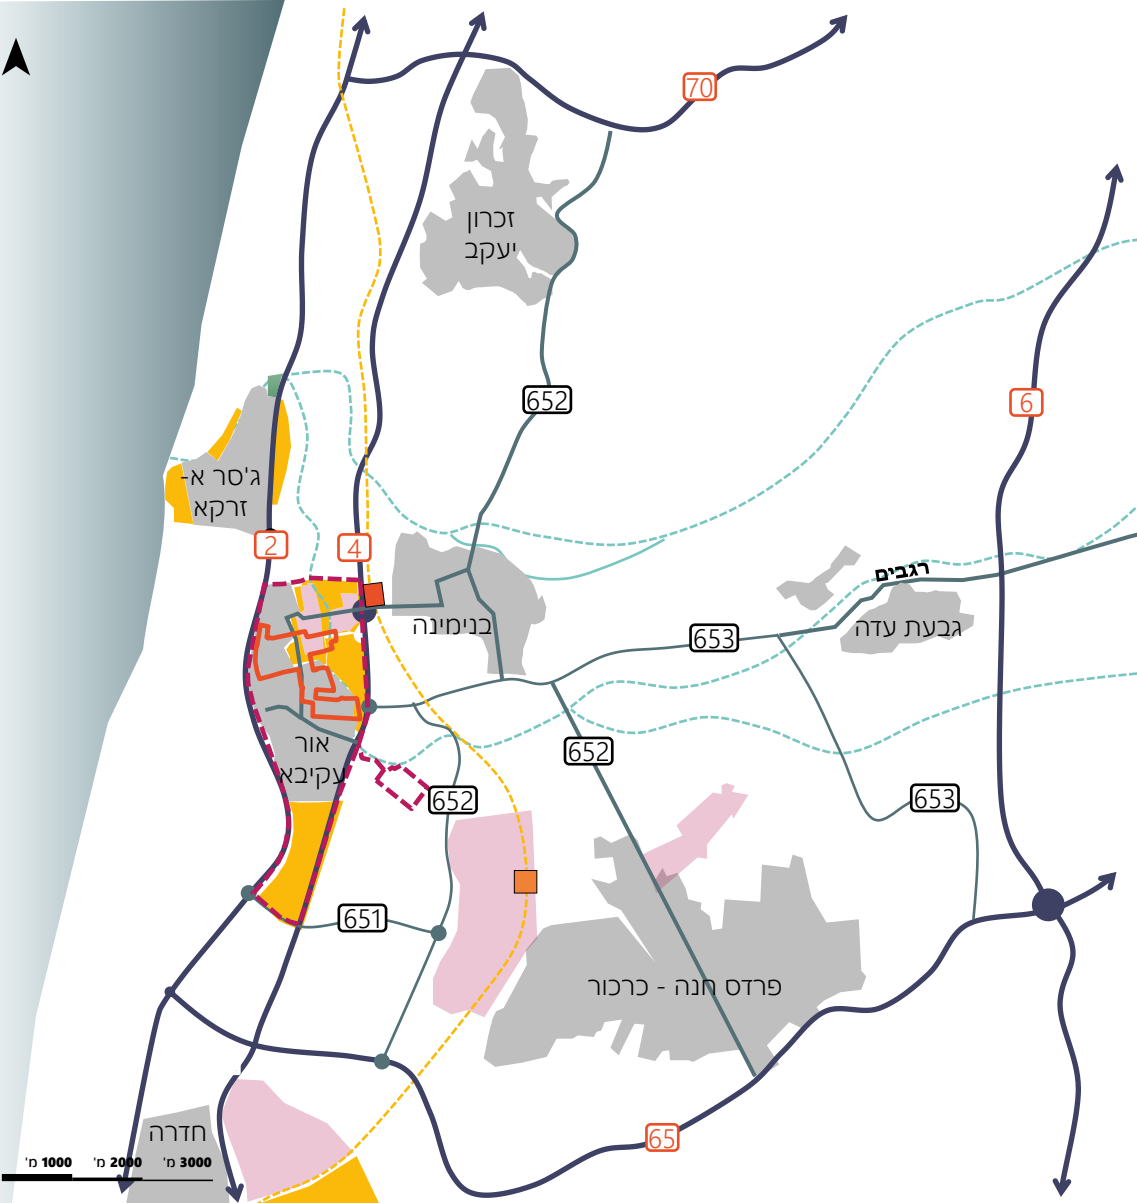 70
זכרון
יעקב
652
6
ג'סר א-
זרקא
2
4
רגבים
בנימינה
653
גבעת עדה
אור
עקיבא
652
652
653
651
פרדס חנה - כרכור
חדרה
65
1000 מ' 2000 מ' 3000 מ'